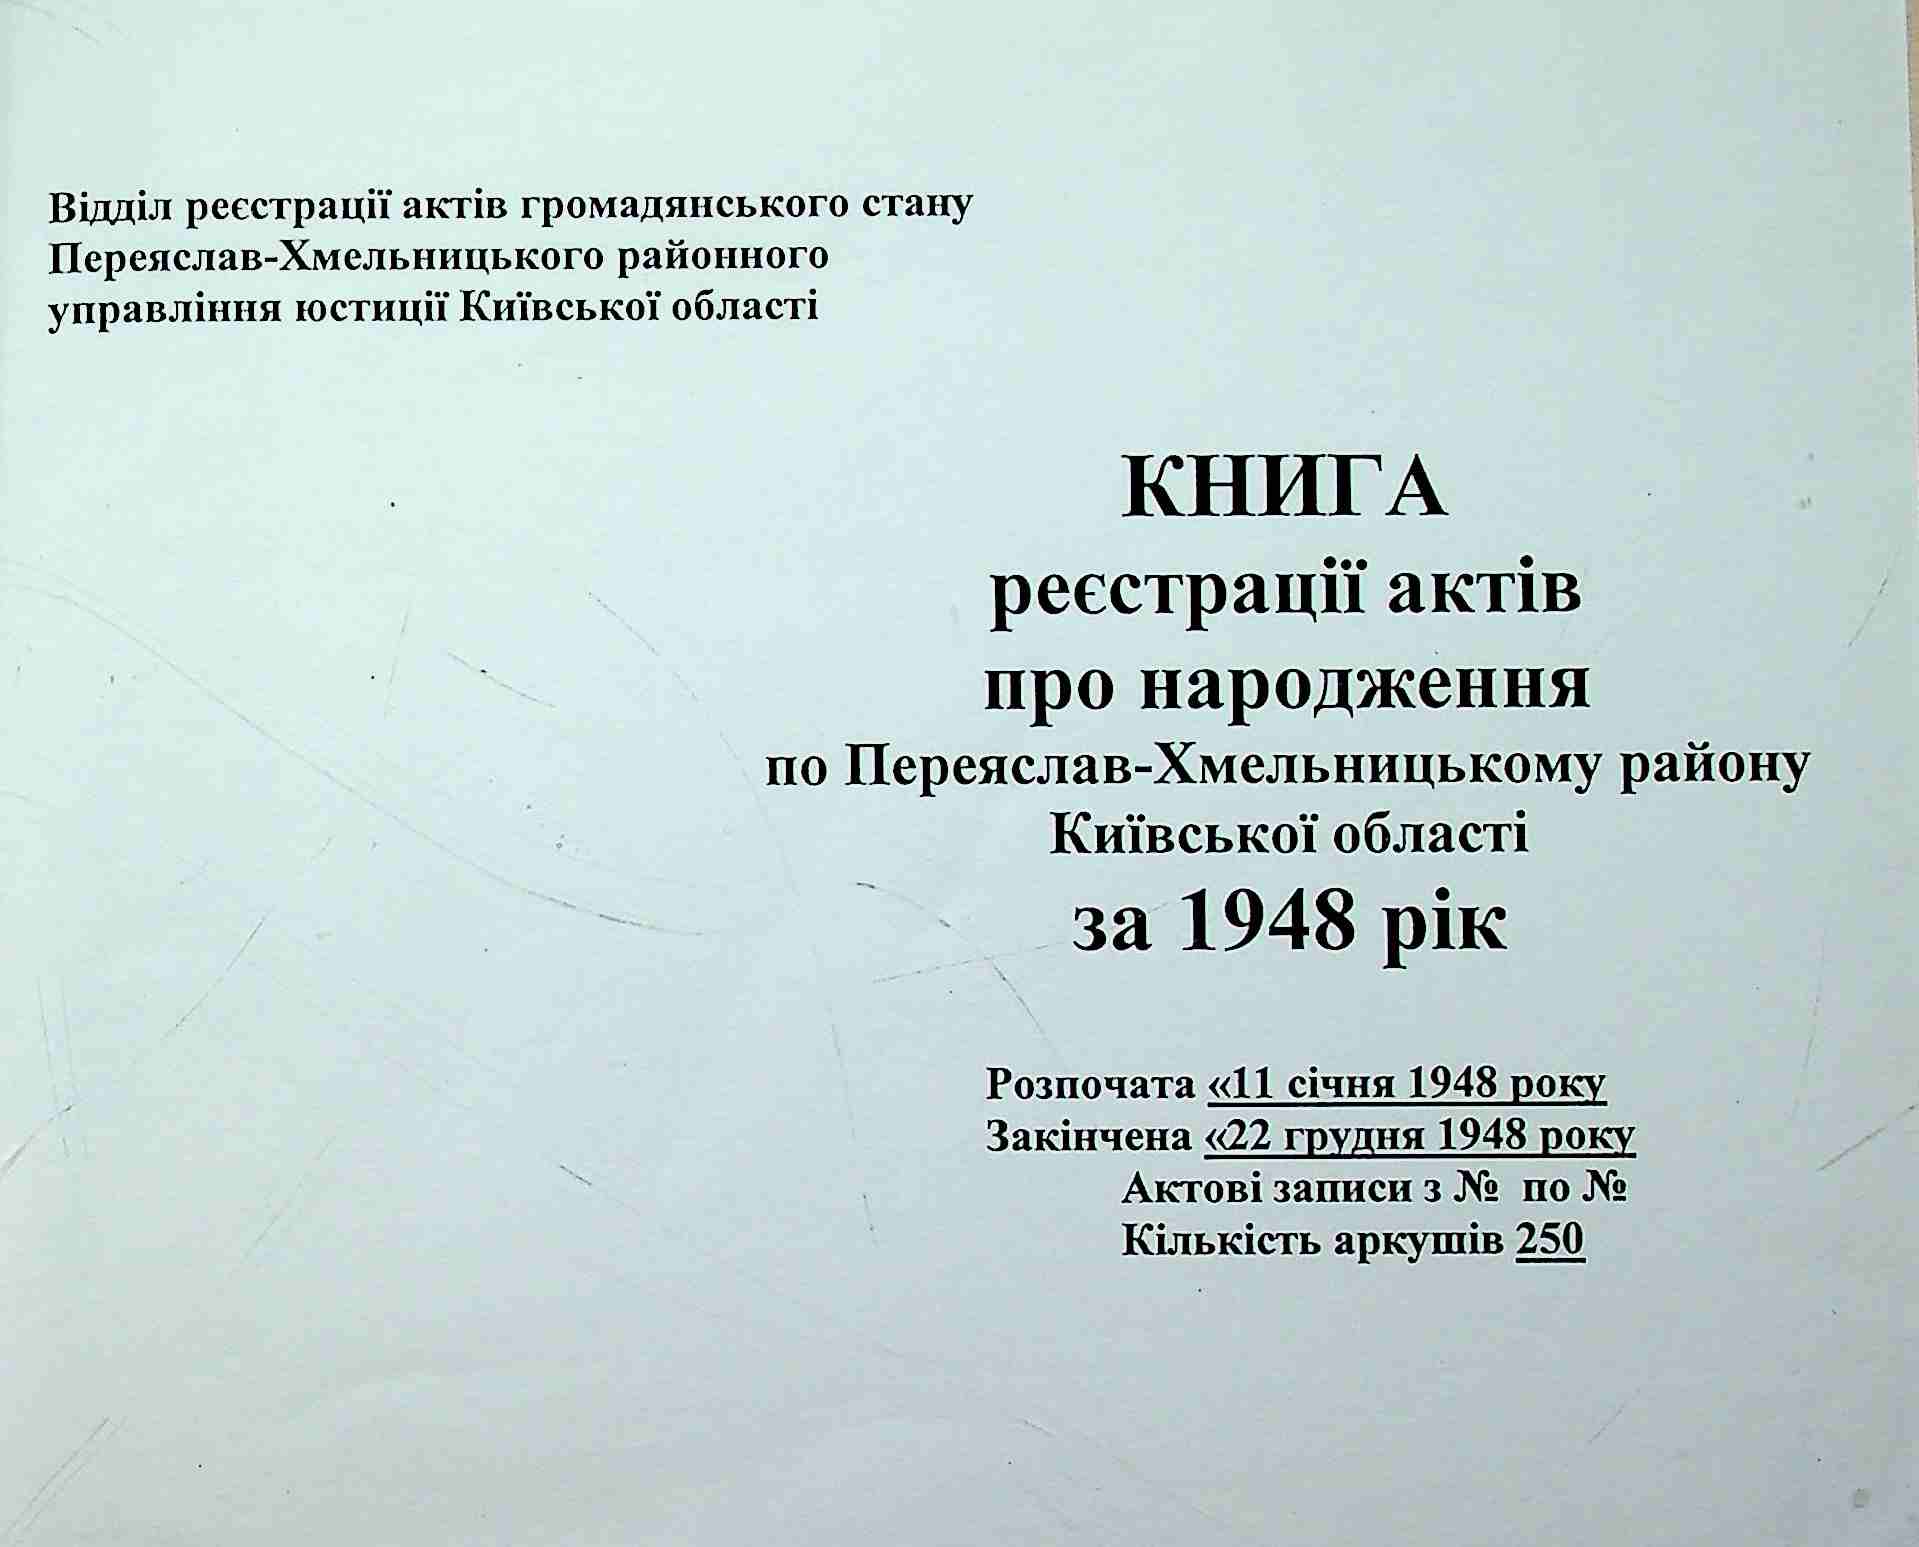 Відділ реєстрації актів громадянського стану
Переяслав-Хмельницького районного
управління юстиції Київської області
КНИГА
реєстрації актів
про народження
по Переяслав-Хмельницькому району
Київської області
за 1948 рік
Розпочата «11 січня 1948 року
Закінчена «22 грудня 1948 року
Актові записи з № по №
Кількість аркушів 250